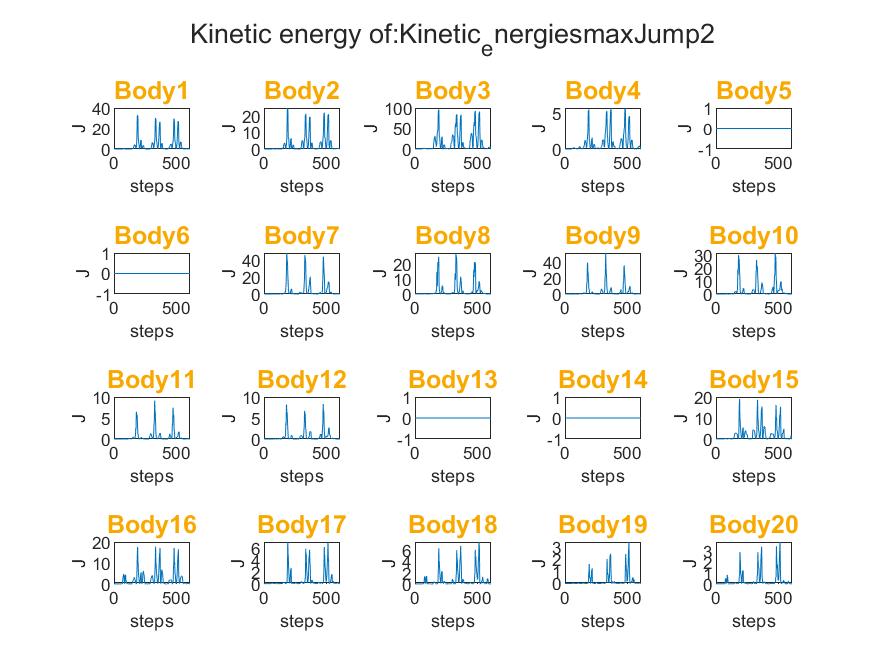 Kinetic energy of:Kinetic_energiesmaxJump2
Body1 Body2 Body3 Body4 Body5
40 20 0 J 0 500 steps
20 10 0 J 0 500 steps
100 50 0 J 0 500 steps
5 0 J 0 500 steps
1 0 -1 J 0 500 steps
Body6 Body7 Body8 Body9 Body10
1 0 -1 J 0 500 steps
40 20 0 J 0 500 steps
20 10 0 J 0 500 steps
40 20 0 J 0 500 steps
30 20 10 0 J 0 500 steps
Body11 Body12 Body13 Body14 Body15
10 5 0 J 0 500 steps
10 5 0 J 0 500 steps
1 0 -1 J 0 500 steps
1 0 -1 J 0 500 steps
20 10 0 J 0 500 steps
Body16 Body17 Body18 Body19 Body20
20 10 0 J 0 500 steps
6 4 2 0 J 0 500 steps
6 4 2 0 J 0 500 steps
3 2 1 0 J 0 500 steps
3 2 1 0 J 0 500 steps